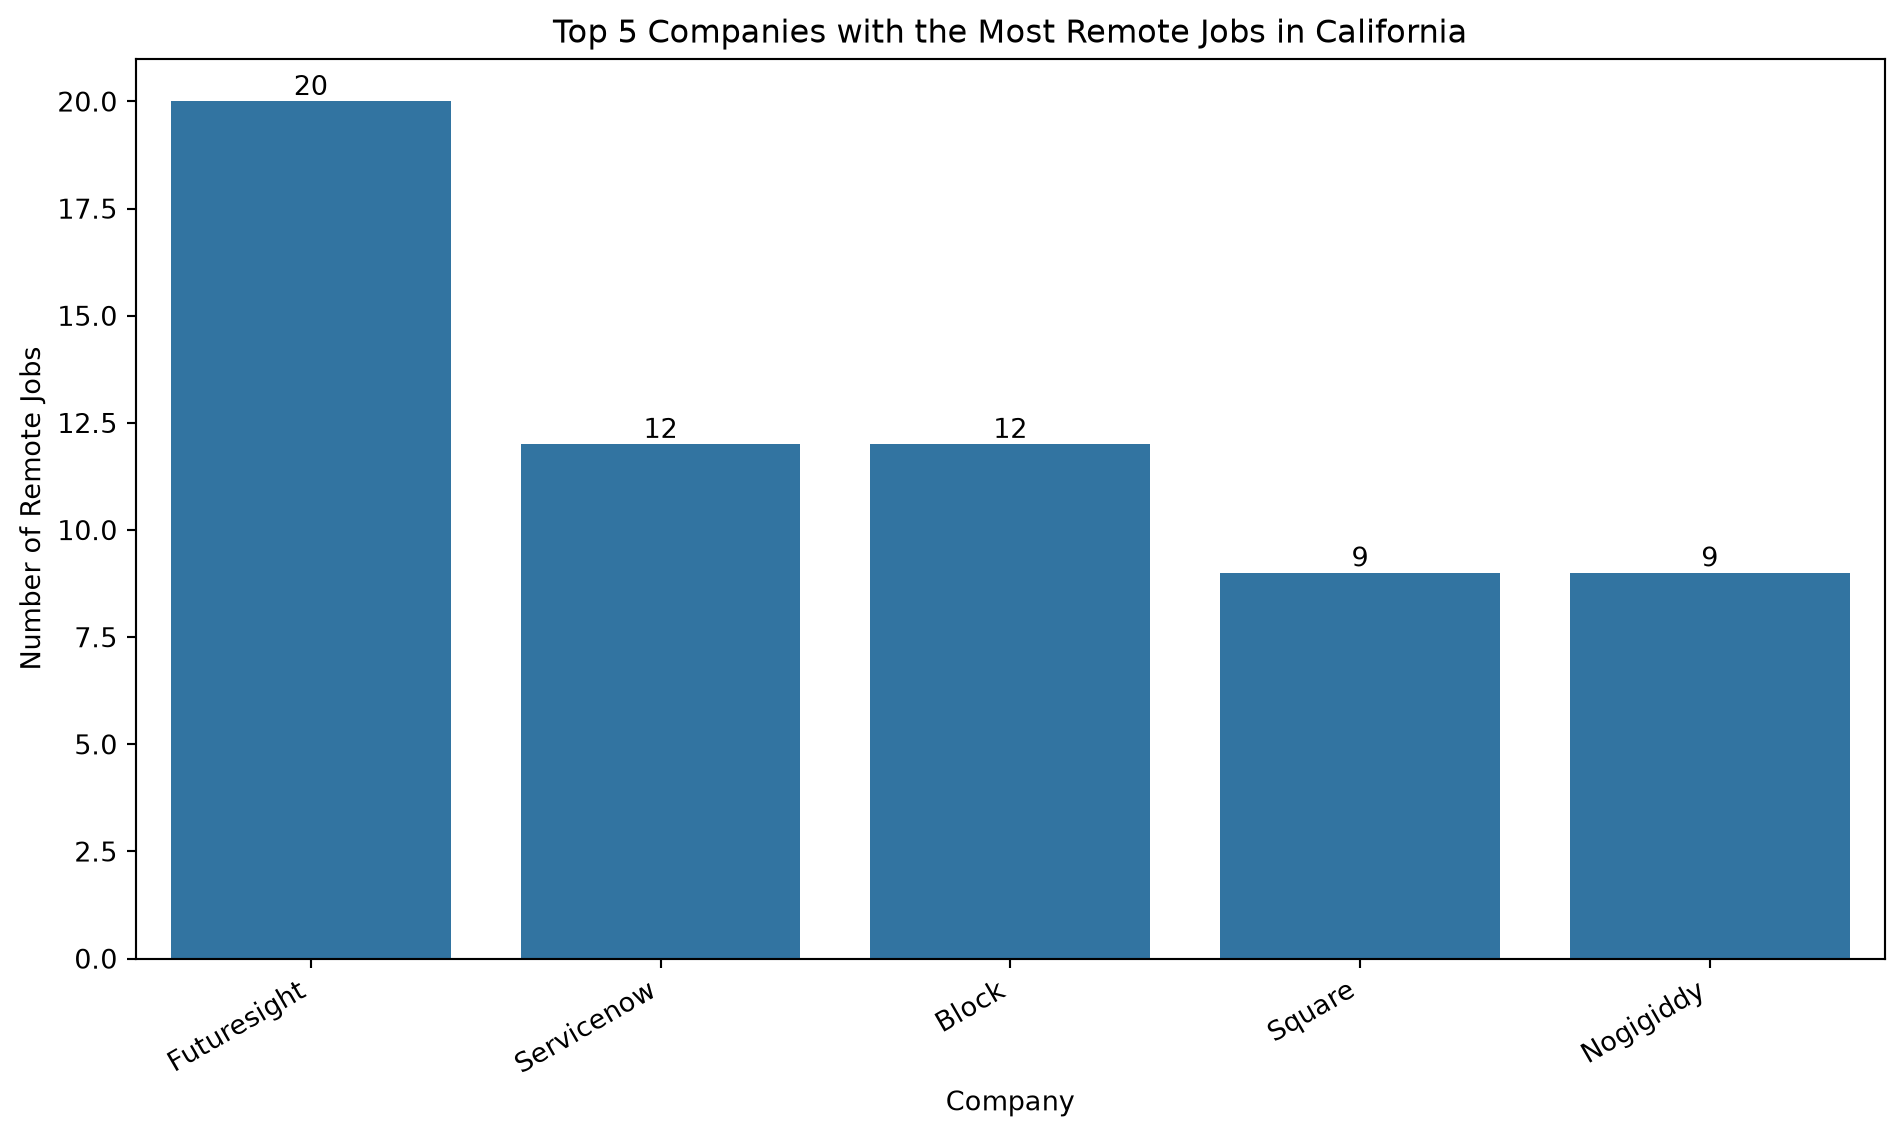 Top 5 Companies with the Most Remote Jobs in California
Number of Remote Jobs
20.0
17.5
15.0
12.5
10.0
7.5
5.0
2.5
0.0
20
12
12
9
9
Futuresight
Servicenow
Block
Square
Nogigiddy
Company